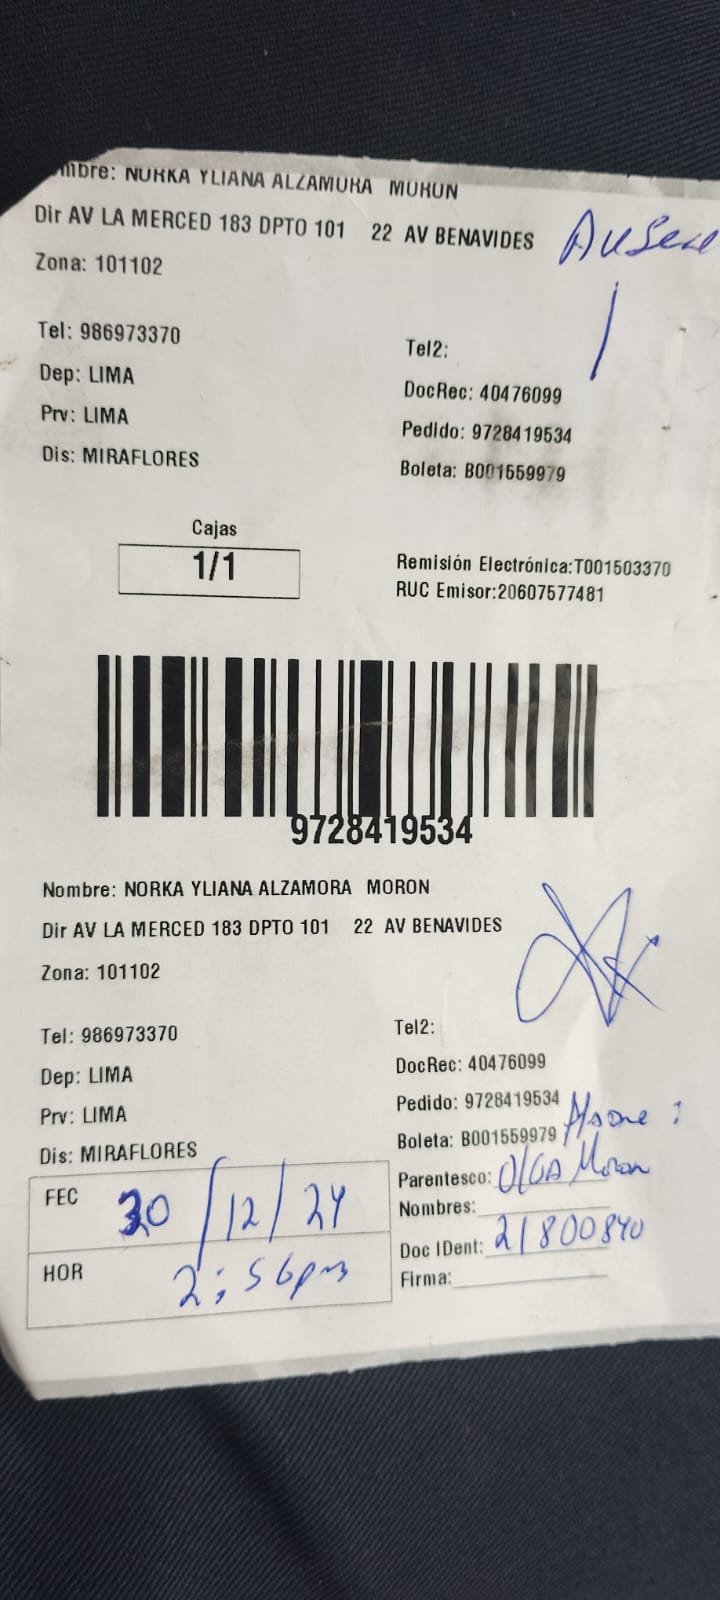 mbre: NORKA YLIANA ALZAMORA MORON
Dir AV LA MERCED 183 DPTO 101 22 AV BENAVIDES
Zona: 101102
Tel: 986973370
Tel2:
Dep: LIMA
DocRec: 40476099
Prv: LIMA
Pedido: 9728419534
Dis: MIRAFLORES
Boleta: B001559979
Cajas
1/1
Remisión Electrónica:T001503370
RUC Emisor:20607577481
9728419534
Nombre: NORKA YLIANA ALZAMORA MORON
Dir AV LA MERCED 183 DPTO 101 22 AV BENAVIDES
Zona: 101102
Tel: 986973370
Tel2:
Dep: LIMA
DocRec: 40476099
Prv: LIMA
Pedido: 9728419534
Dis: MIRAFLORES
Boleta: B001559979
FEC 30/12/24
Parentesco: Olga Moron
Nombres:
HOR 2:56pm
Doc IDent: 21800840
Firma: